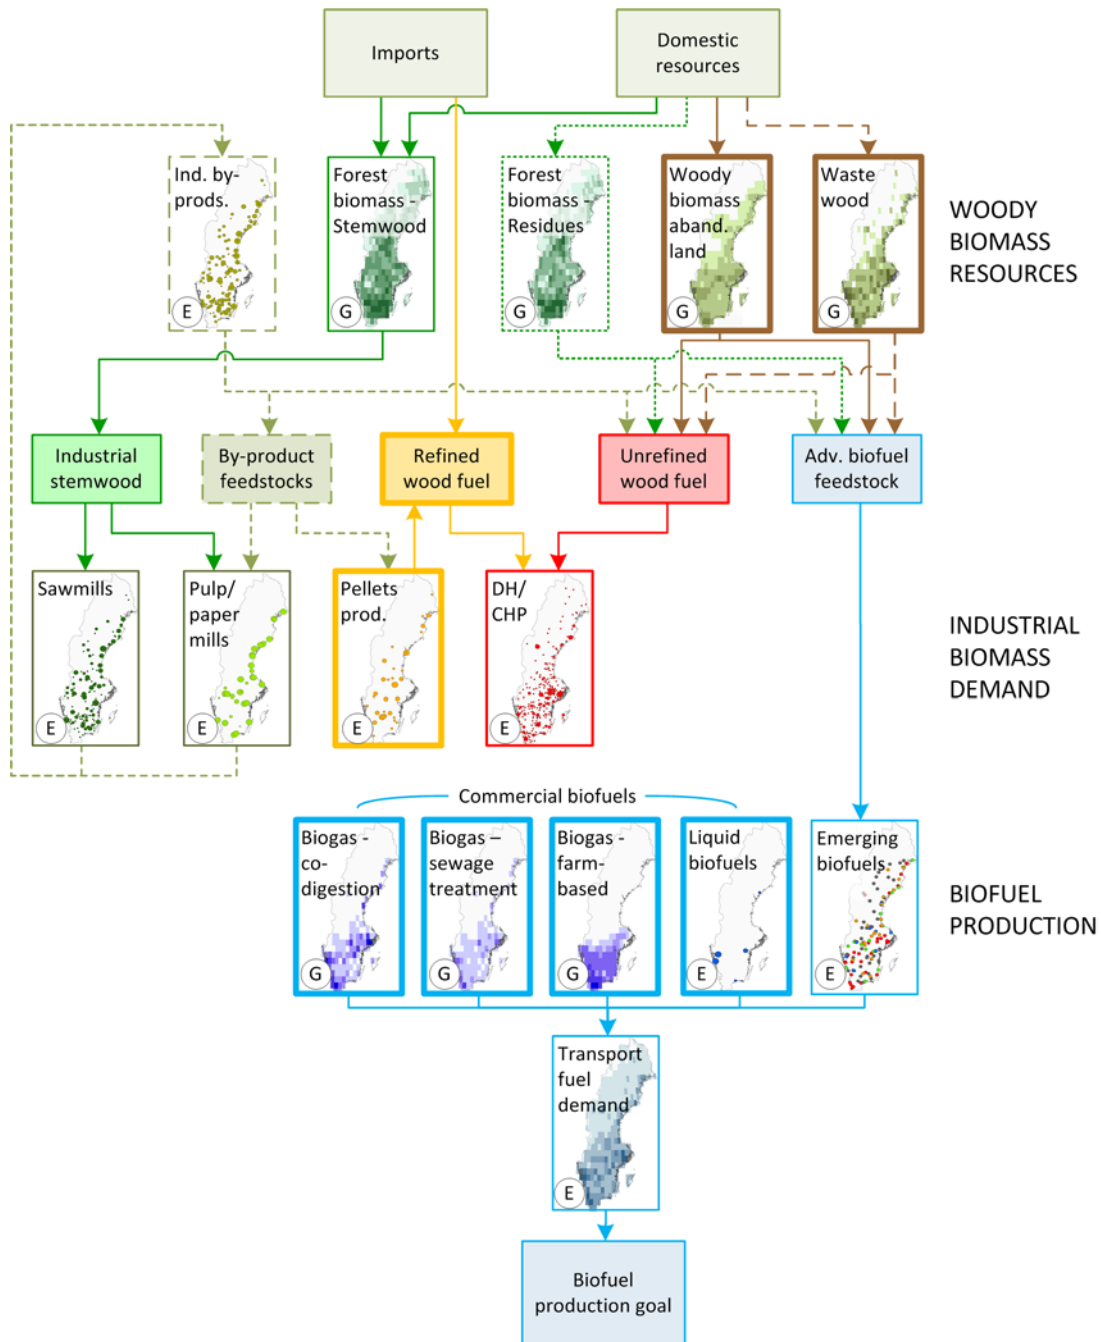 Imports
Domestic
resources
Ind. by-
prods.
E
Forest
biomass -
Stemwood
G
Forest
biomass –
Residues
G
Woody
biomass
aband.
land
G
Waste
wood
G
WOODY
BIOMASS
RESOURCES
Industrial
stemwood
By-product
feedstocks
Refined
wood fuel
Unrefined
wood fuel
Adv. biofuel
feedstock
Sawmills
E
Pulp/
paper
mills
E
Pellets
prod.
E
DH/
CHP
E
INDUSTRIAL
BIOMASS
DEMAND
Commercial biofuels
Biogas -
co-
digestion
G
Biogas –
sewage
treatment
G
Biogas -
farm-
based
G
Liquid
biofuels
E
Emerging
biofuels
E
BIOFUEL
PRODUCTION
Transport
fuel
demand
E
Biofuel
production goal